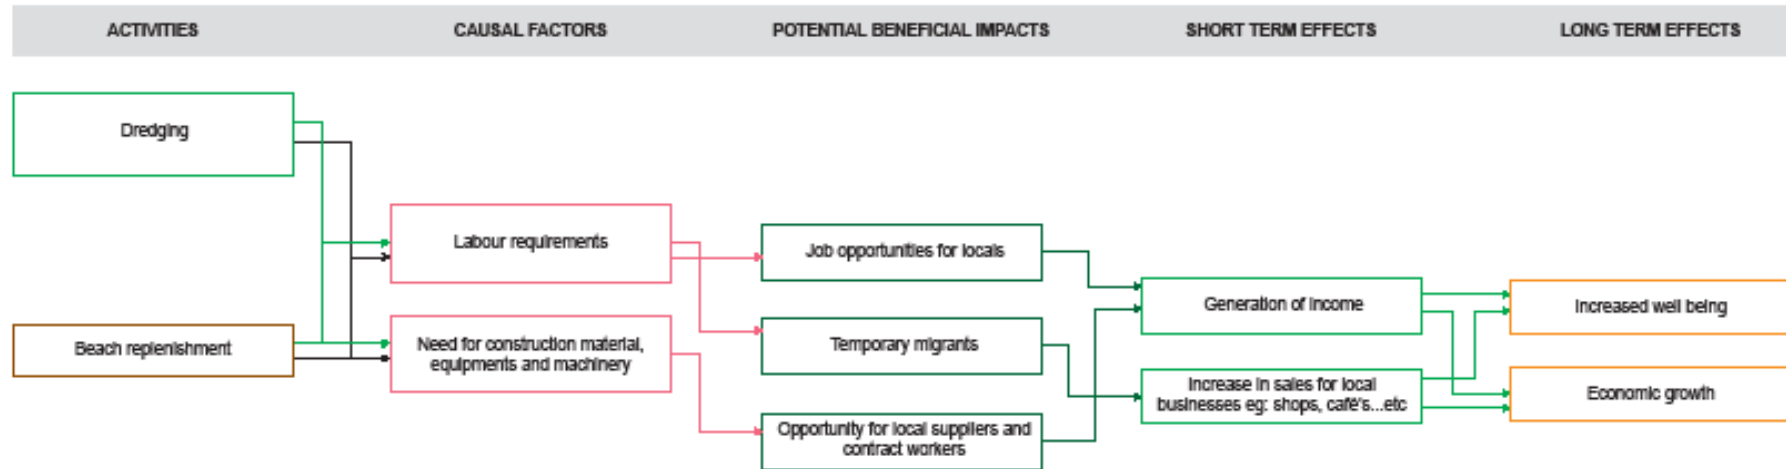 ACTIVITIES
CAUSAL FACTORS
POTENTIAL BENEFICIAL IMPACTS
SHORT TERM EFFECTS
LONG TERM EFFECTS
Dredging
Labour requirements
Job opportunities for locals
Generation of income
Increased well being
Beach replenishment
Need for construction material,
equipments and machinery
Temporary migrants
Increase in sales for local
businesses eg: shops, café's...etc
Economic growth
Opportunity for local suppliers and
contract workers